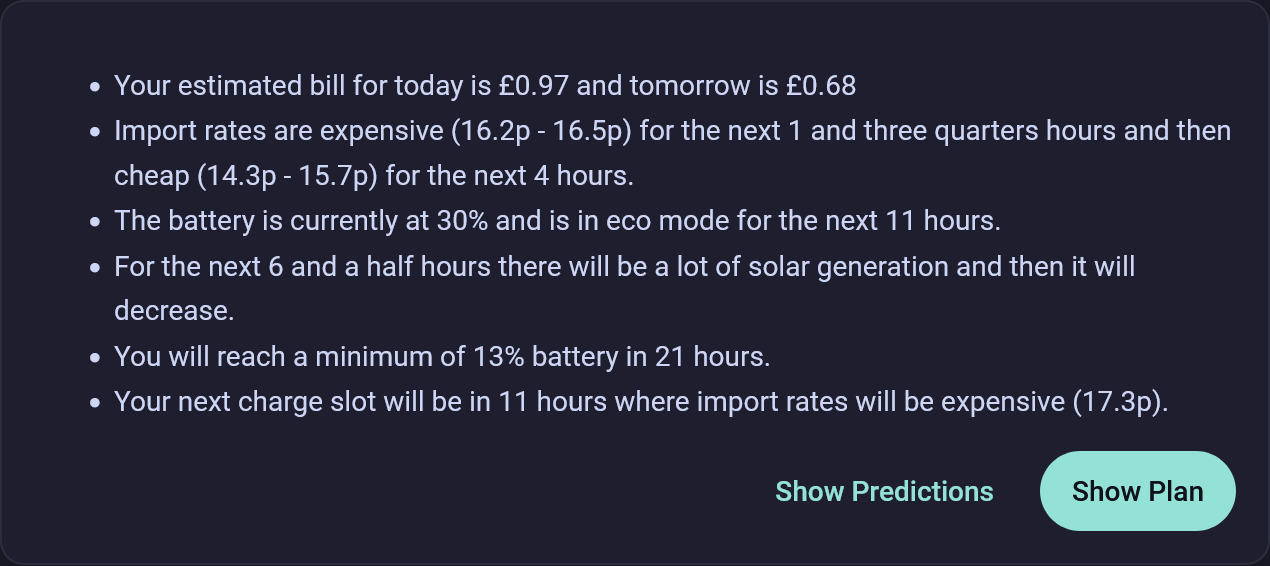 • Your estimated bill for today is £0.97 and tomorrow is £0.68
• Import rates are expensive (16.2p - 16.5p) for the next 1 and three quarters hours and then
cheap (14.3p - 15.7p) for the next 4 hours.
• The battery is currently at 30% and is in eco mode for the next 11 hours.
• For the next 6 and a half hours there will be a lot of solar generation and then it will
decrease.
• You will reach a minimum of 13% battery in 21 hours.
• Your next charge slot will be in 11 hours where import rates will be expensive (17.3p).
Show Predictions
Show Plan